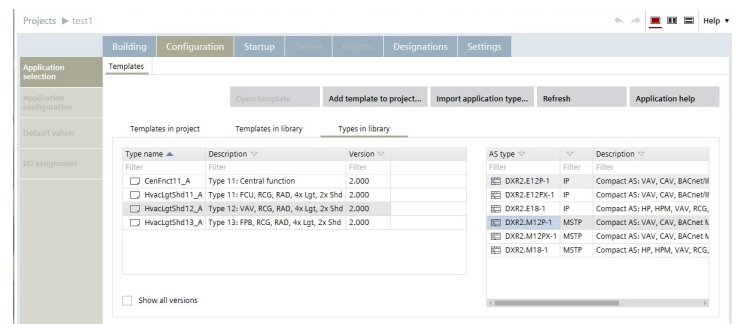 Projects ▶ test1
Help ▼
Building Configuration Startup Online Reports Designations Settings
Application selection
Templates
Application configuration
Open template Add template to project... Import application type... Refresh Application help
Default values
Templates in project Templates in library Types in library
I/O assignment
Type name Description Version
AS type Description
Filter Filter Filter
Filter Filter Filter
CenFnct11_A Type 11: Central function 2.000
HvacLgtShd11_A Type 11: FCU, RCG, RAD, 4x Lgt, 2x Shd 2.000
HvacLgtShd12_A Type 12: VAV, RCG, RAD, 4x Lgt, 2x Shd 2.000
HvacLgtShd13_A Type 13: FPB, RCG, RAD, 4x Lgt, 2x Shd 2.000
DXR2.E12P-1 IP Compact AS: VAV, CAV, BACnet/I
DXR2.E12PX-1 IP Compact AS: VAV, CAV, BACnet/I
DXR2.E18-1 IP Compact AS: HP, HPM, VAV, RCG,
DXR2.M12P-1 MSTP Compact AS: VAV, CAV, BACnet M
DXR2.M12PX-1 MSTP Compact AS: VAV, CAV, BACnet M
DXR2.M18-1 MSTP Compact AS: HP, HPM, VAV, RCG,
Show all versions